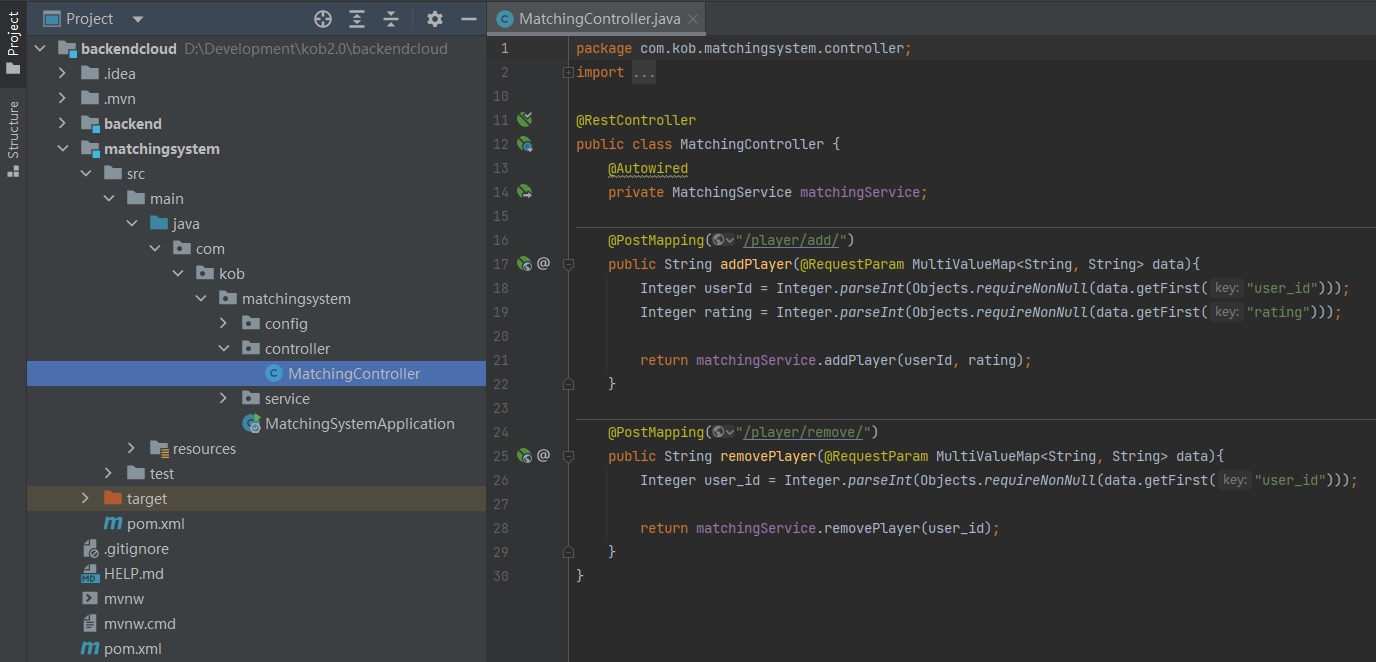 Project
Structure
Project
backendcloud D:\Development\kob2.0\backendcloud
.idea
.mvn
backend
matchingsystem
src
main
java
com
kob
matchingsystem
config
controller
MatchingController
service
MatchingSystemApplication
resources
test
target
pom.xml
.gitignore
HELP.md
mvnw
mvnw.cmd
pom.xml
MatchingController.java
1 package com.kob.matchingsystem.controller;
2 import ...
10
11 @RestController
12 public class MatchingController {
13 @Autowired
14 private MatchingService matchingService;
15
16 @PostMapping("/player/add/")
17 public String addPlayer(@RequestParam MultiValueMap<String, String> data){
18 Integer userId = Integer.parseInt(Objects.requireNonNull(data.getFirst( key: "user_id")));
19 Integer rating = Integer.parseInt(Objects.requireNonNull(data.getFirst( key: "rating")));
20
21 return matchingService.addPlayer(userId, rating);
22 }
23
24 @PostMapping("/player/remove/")
25 public String removePlayer(@RequestParam MultiValueMap<String, String> data){
26 Integer user_id = Integer.parseInt(Objects.requireNonNull(data.getFirst( key: "user_id")));
27
28 return matchingService.removePlayer(user_id);
29 }
30 }